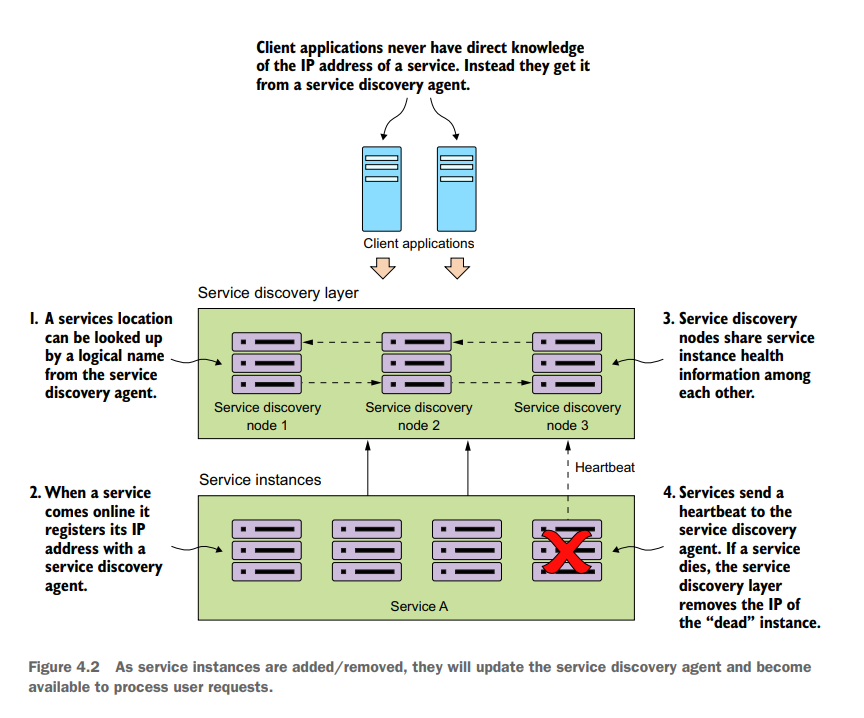 Client applications never have direct knowledge
of the IP address of a service. Instead they get it
from a service discovery agent.
Client applications
Service discovery layer
1. A services location
can be looked up
by a logical name
from the service
discovery agent.
Service discovery
node 1
Service discovery
node 2
Service discovery
node 3
3. Service discovery
nodes share service
instance health
information among
each other.
Heartbeat
Service instances
2. When a service
comes online it
registers its IP
address with a
service discovery
agent.
Service A
4. Services send a
heartbeat to the
service discovery
agent. If a service
dies, the service
discovery layer
removes the IP of
the “dead” instance.
Figure 4.2 As service instances are added/removed, they will update the service discovery agent and become
available to process user requests.